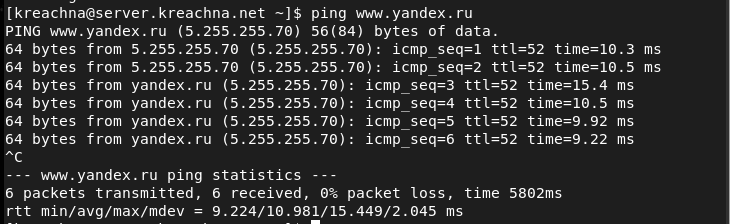 [kreachna@server.kreachna.net ~]$ ping www.yandex.ru
PING www.yandex.ru (5.255.255.70) 56(84) bytes of data.
64 bytes from 5.255.255.70 (5.255.255.70): icmp_seq=1 ttl=52 time=10.3 ms
64 bytes from 5.255.255.70 (5.255.255.70): icmp_seq=2 ttl=52 time=10.5 ms
64 bytes from yandex.ru (5.255.255.70): icmp_seq=3 ttl=52 time=15.4 ms
64 bytes from yandex.ru (5.255.255.70): icmp_seq=4 ttl=52 time=10.5 ms
64 bytes from yandex.ru (5.255.255.70): icmp_seq=5 ttl=52 time=9.92 ms
64 bytes from yandex.ru (5.255.255.70): icmp_seq=6 ttl=52 time=9.22 ms
^C
--- www.yandex.ru ping statistics ---
6 packets transmitted, 6 received, 0% packet loss, time 5802ms
rtt min/avg/max/mdev = 9.224/10.981/15.449/2.045 ms